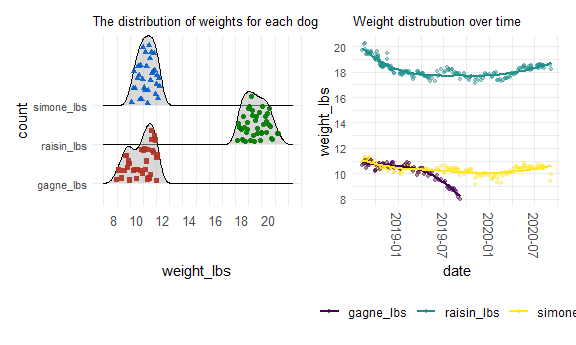 The distribution of weights for each dog
count
simone_lbs
raisin_lbs
gagne_lbs
8 10 12 14 16 18 20
weight_lbs
Weight distrubution over time
weight_lbs
20
18
16
14
12
10
8
2019-01 2019-07 2020-01 2020-07
date
gagne_lbs raisin_lbs simone